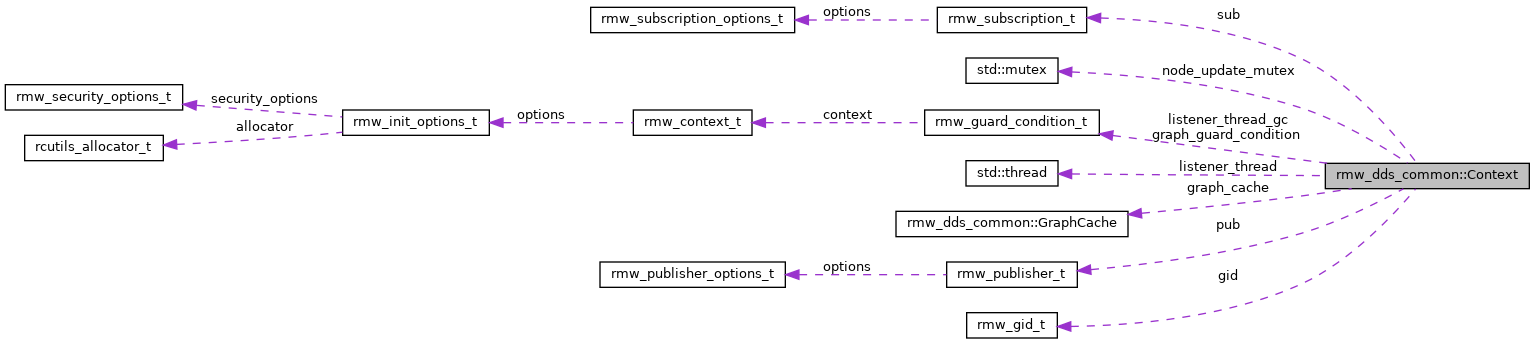 rmw_subscription_options_t
options
rmw_subscription_t
sub
std::mutex
node_update_mutex
rmw_security_options_t
security_options
allocator
rcutils_allocator_t
rmw_init_options_t
options
rmw_context_t
context
rmw_guard_condition_t
listener_thread_gc
graph_guard_condition
std::thread
listener_thread
rmw_dds_common::Context
graph_cache
rmw_dds_common::GraphCache
pub
rmw_publisher_options_t
options
rmw_publisher_t
gid
rmw_gid_t